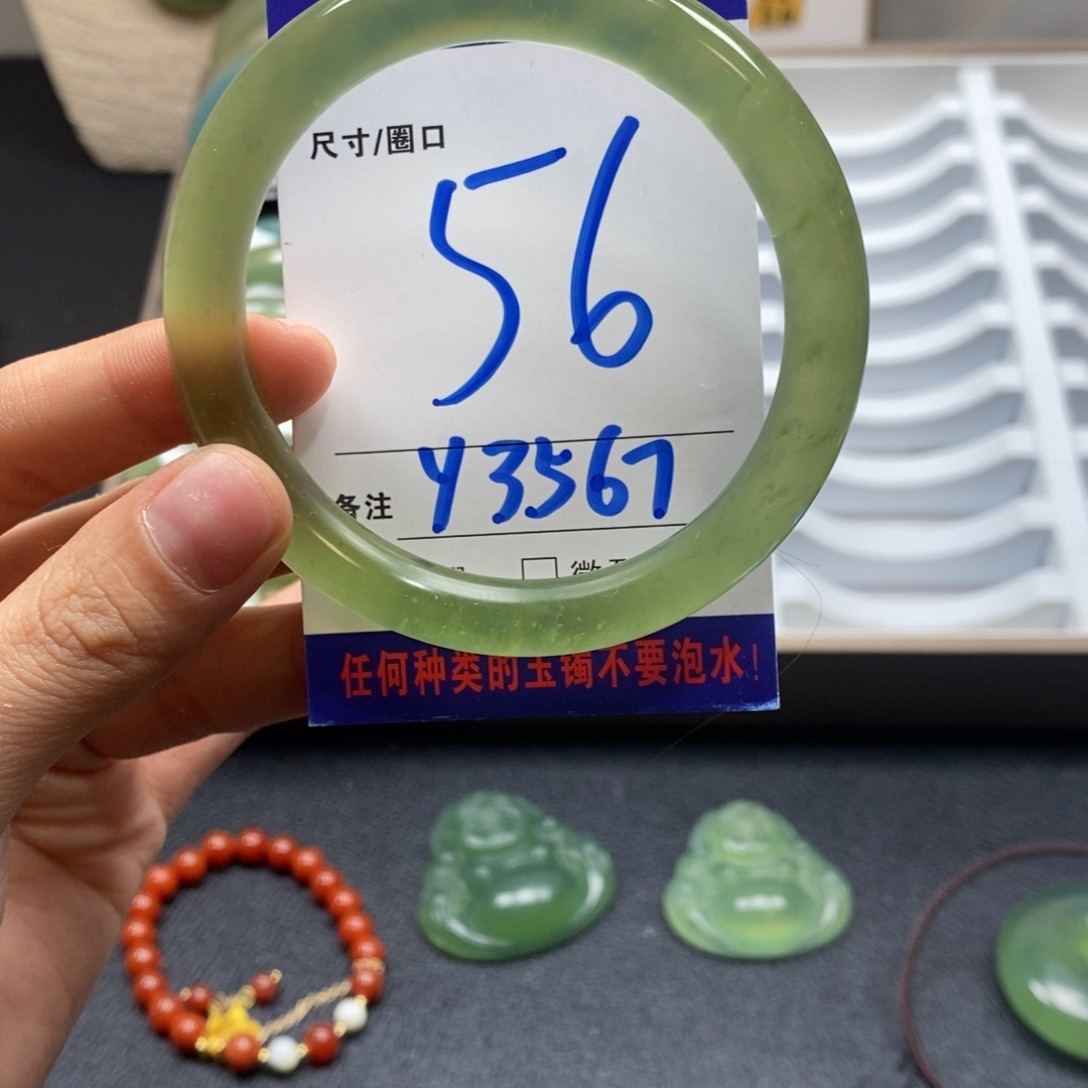 尺寸/圈口
56
备注 Y3567
任何种类的玉镯不要泡水!